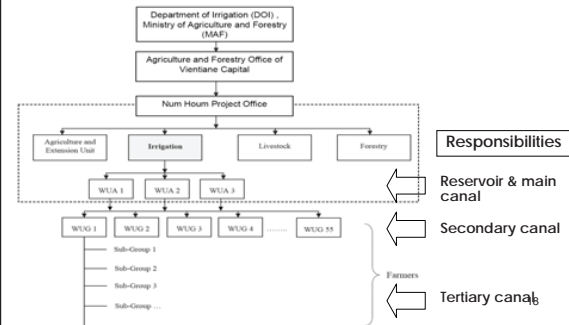 Department of Irrigation (DOI) ,
Ministry of Agriculture and Forestry
(MAF)
Agriculture and Forestry Office of
Vientiane Capital
Num Houm Project Office
Agriculture and
Extension Unit
Irrigation
Livestock
Forestry
Responsibilities
WUA 1
WUA 2
WUA 3
Reservoir & main
canal
WUG 1
WUG 2
WUG 3
WUG 4
........
WUG 55
Secondary canal
Sub-Group 1
Sub-Group 2
Sub-Group 3
Sub-Group ...
Farmers
Tertiary canal
18